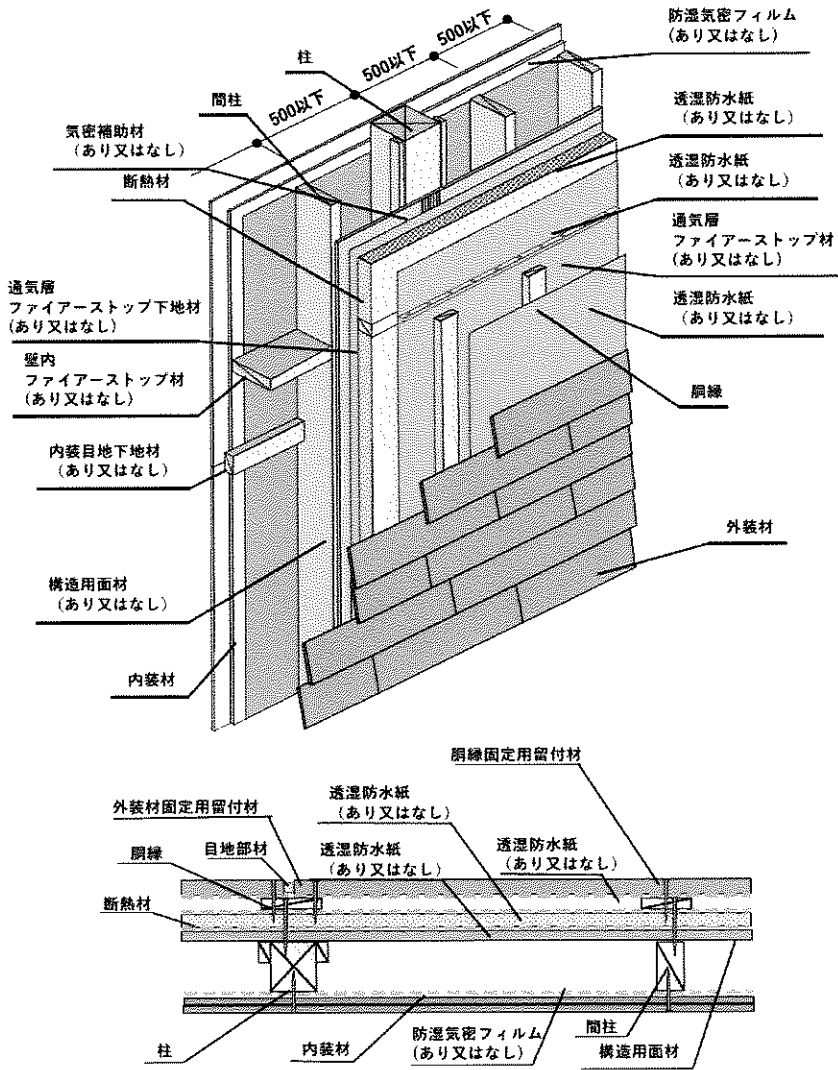 500以下
500以下
500以下
柱
間柱
気密補助材
(あり又はなし)
断熱材
通気層
ファイアーストップ下地材
(あり又はなし)
壁内
ファイアーストップ材
(あり又はなし)
内装目地下地材
(あり又はなし)
構造用面材
(あり又はなし)
内装材
防湿気密フィルム
(あり又はなし)
透湿防水紙
(あり又はなし)
透湿防水紙
(あり又はなし)
通気層
ファイアーストップ材
(あり又はなし)
透湿防水紙
(あり又はなし)
胴縁
外装材
胴縁固定用留付材
透湿防水紙
(あり又はなし)
外装材固定用留付材
目地部材
胴縁
透湿防水紙
(あり又はなし)
透湿防水紙
(あり又はなし)
断熱材
柱
内装材
防湿気密フィルム
(あり又はなし)
間柱
構造用面材